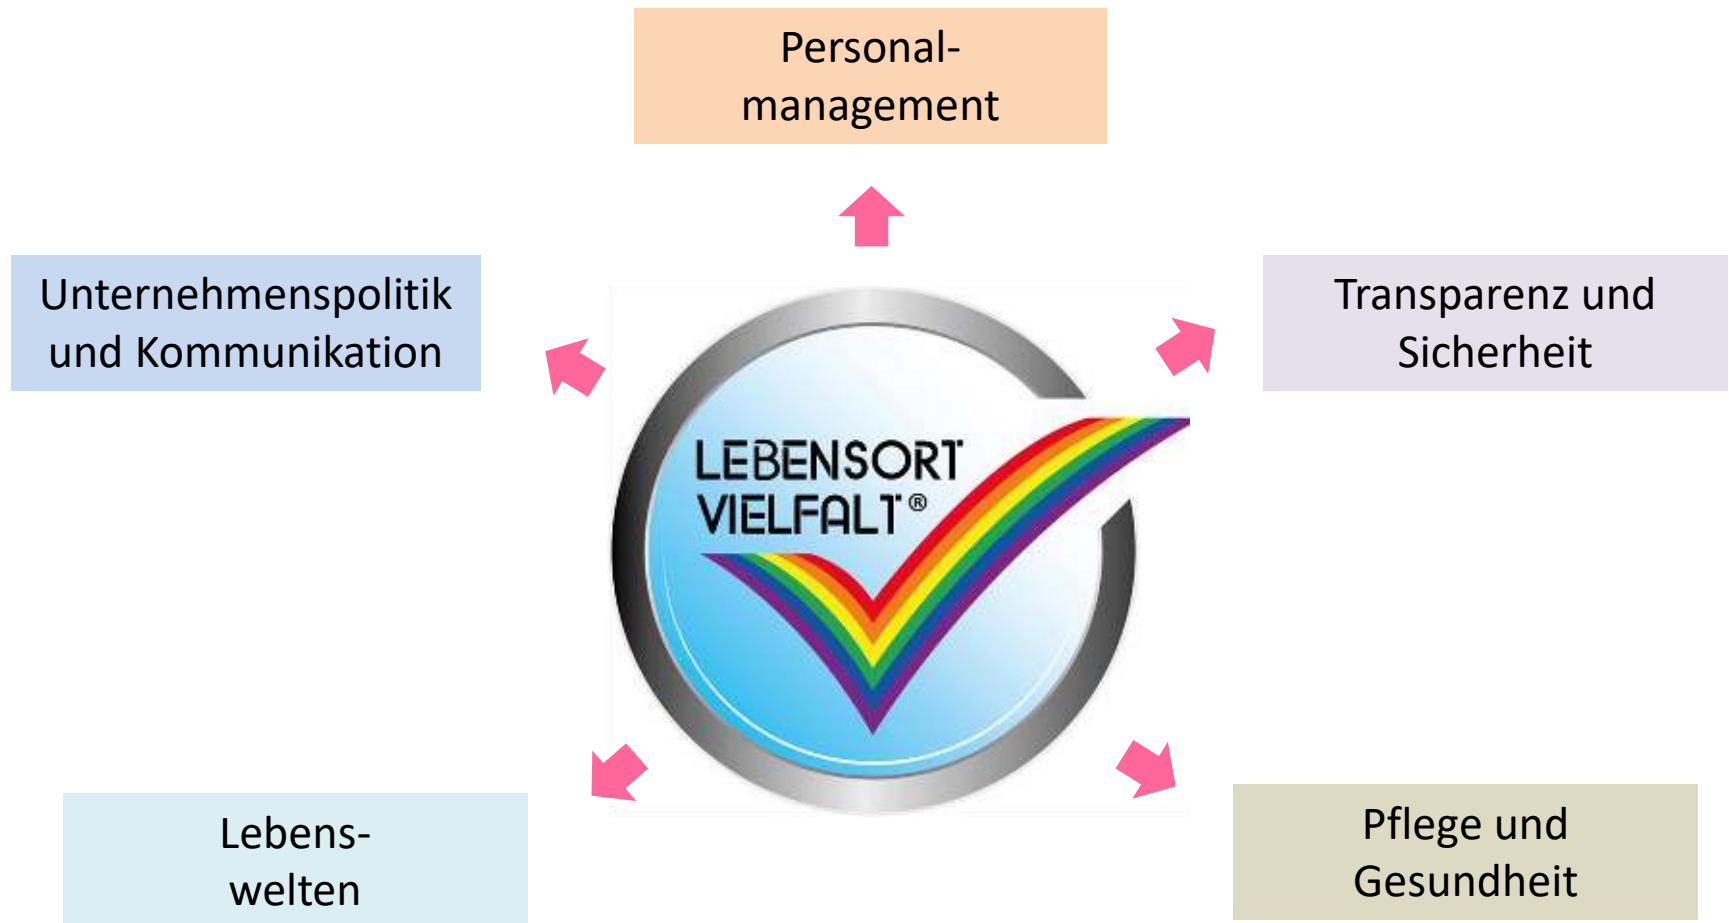 Personal-
management
Unternehmenspolitik
und Kommunikation
Transparenz und
Sicherheit
LEBENSORT
VIELFALT®
Lebens-
welten
Pflege und
Gesundheit